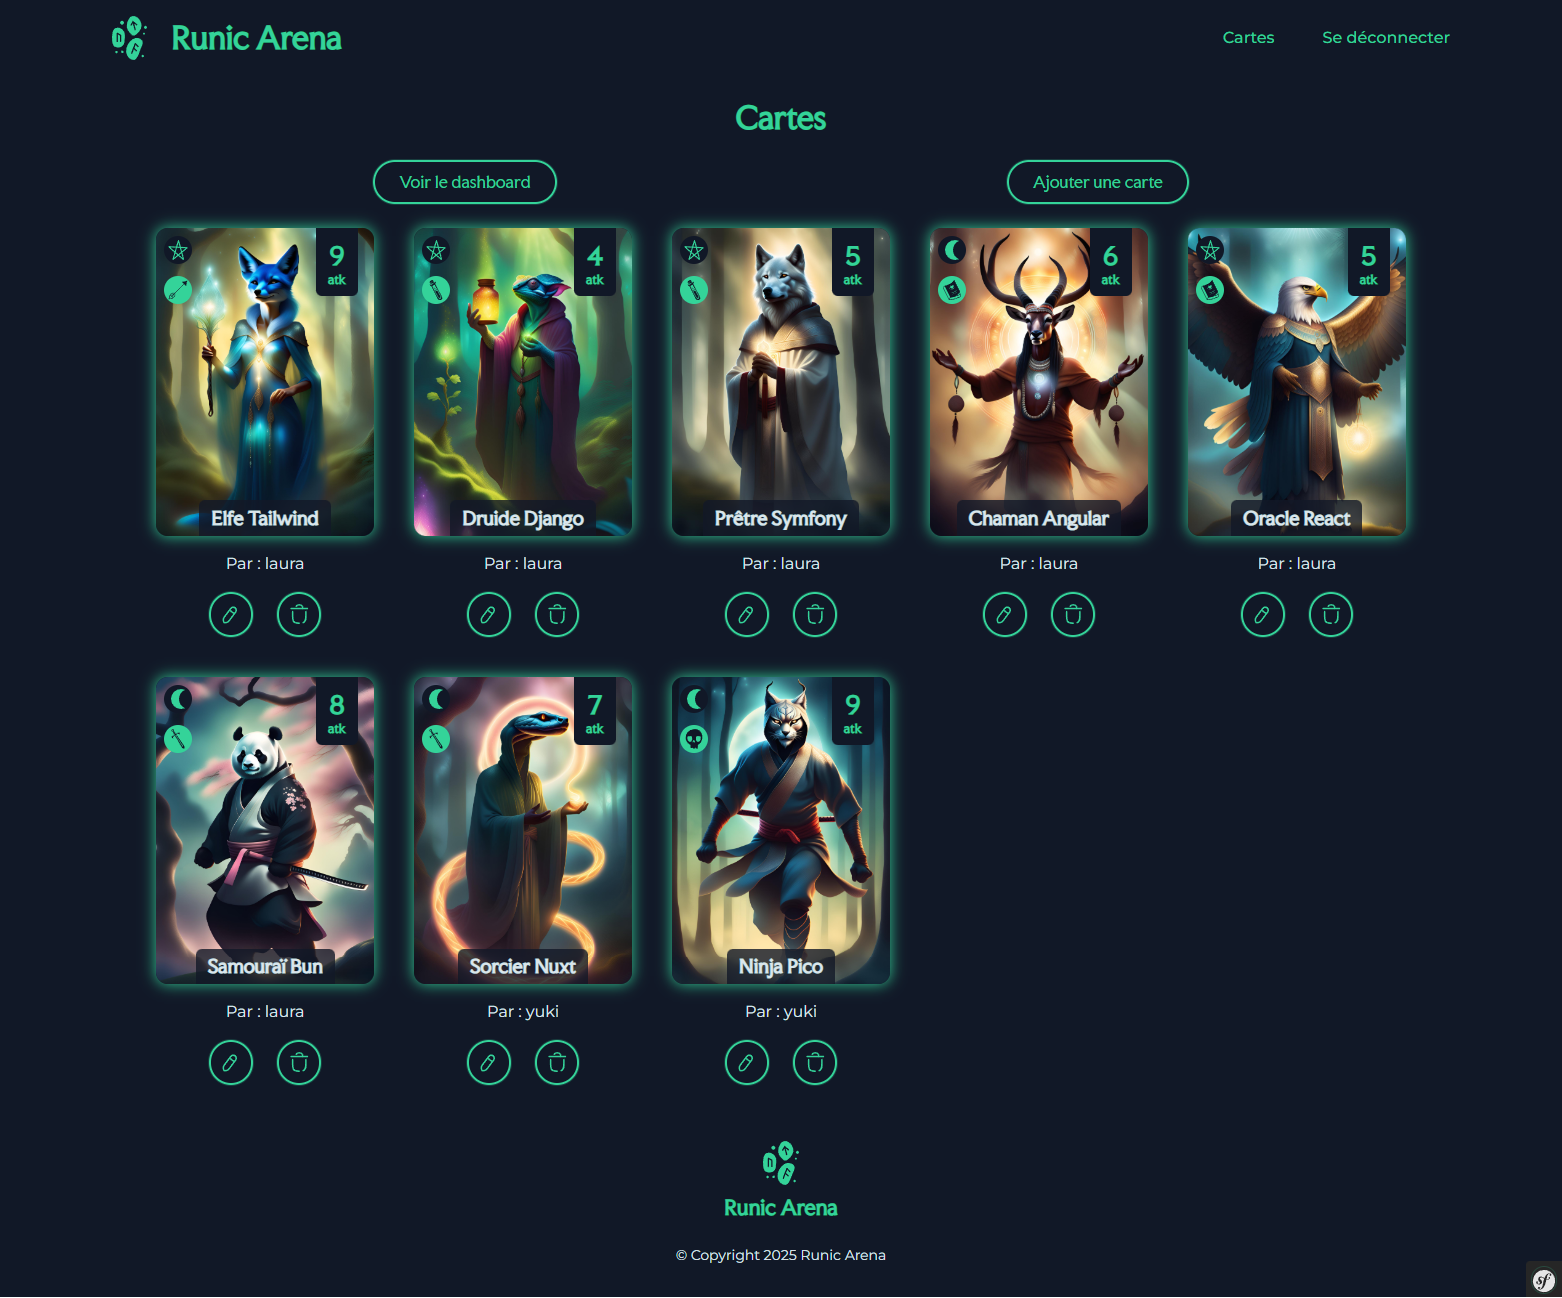 Runic Arena
Cartes
Se déconnecter
Cartes
Voir le dashboard
Ajouter une carte
9
atk
Elfe Tailwind
Par : laura
4
atk
Druide Django
Par : laura
5
atk
Prêtre Symfony
Par : laura
6
atk
Chaman Angular
Par : laura
5
atk
Oracle React
Par : laura
8
atk
Samouraï Bun
Par : laura
7
atk
Sorcier Nuxt
Par : yuki
9
atk
Ninja Pico
Par : yuki
Runic Arena
© Copyright 2025 Runic Arena
sf